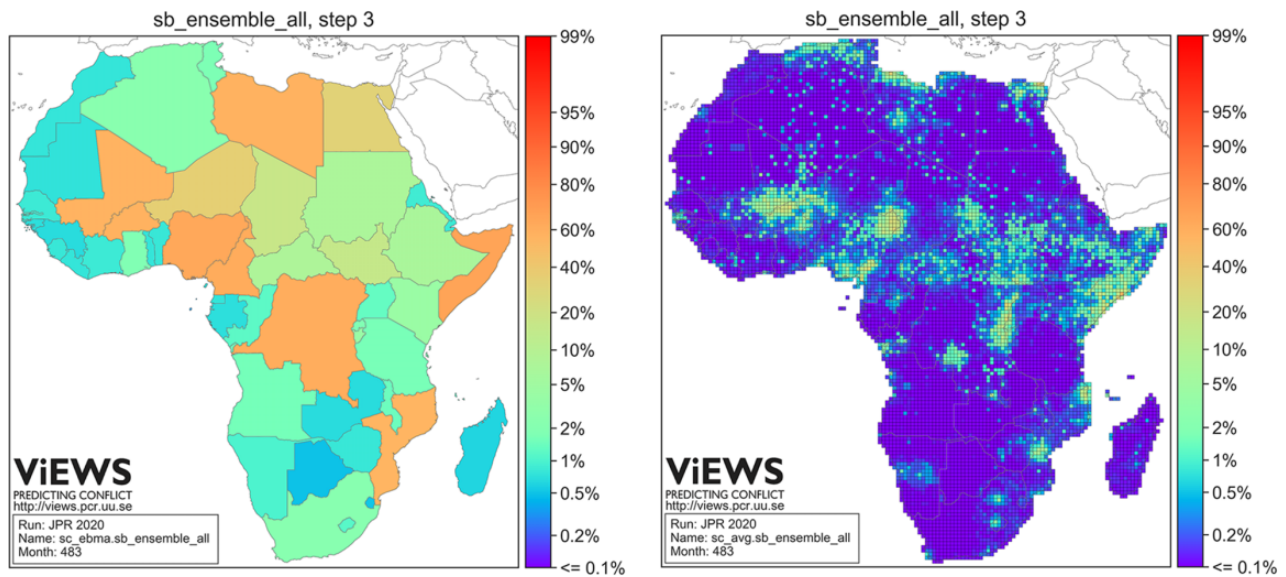 sb_ensemble_all, step 3
99%
95%
90%
80%
60%
40%
20%
10%
5%
2%
1%
0.5%
0.2%
<= 0.1%
ViEWS
PREDICTING CONFLICT
http://views.pcr.uu.se
Run: JPR 2020
Name: sc_ebma.sb_ensemble_all
Month: 483
sb_ensemble_all, step 3
99%
95%
90%
80%
60%
40%
20%
10%
5%
2%
1%
0.5%
0.2%
<= 0.1%
ViEWS
PREDICTING CONFLICT
http://views.pcr.uu.se
Run: JPR 2020
Name: sc_avg.sb_ensemble_all
Month: 483